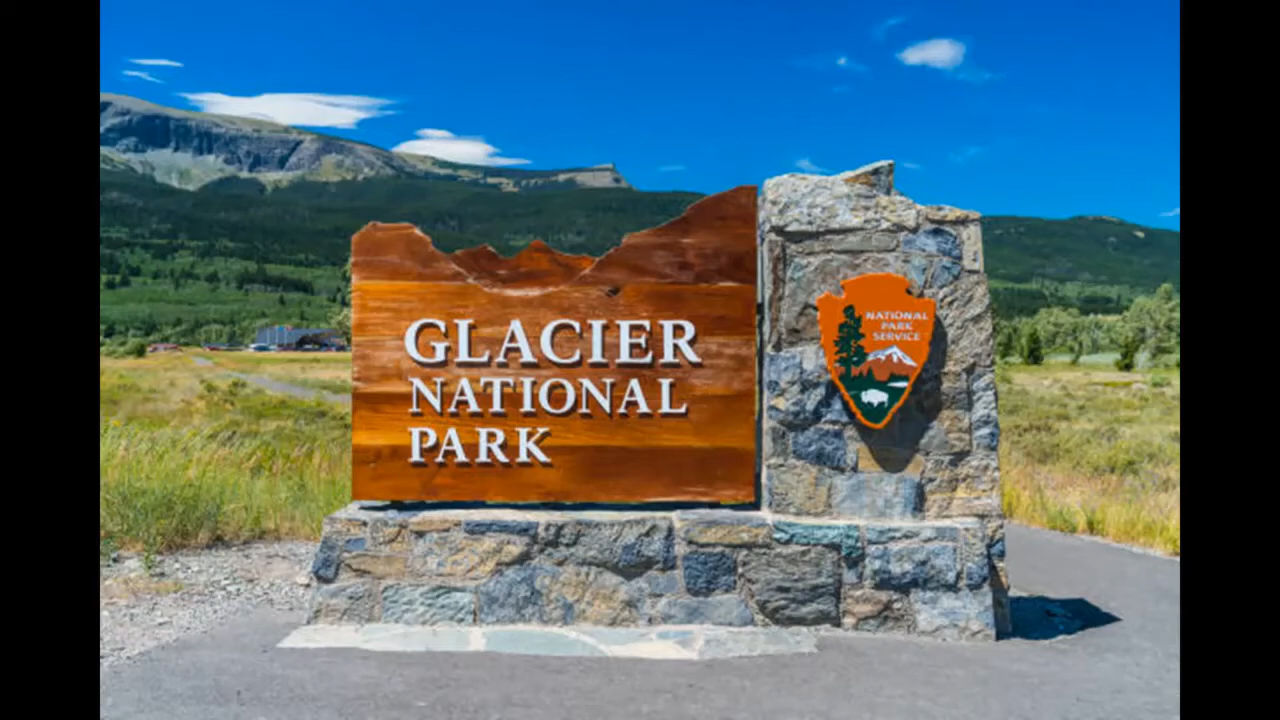 GLACIER
NATIONAL
PARK
NATIONAL
PARK
SERVICE